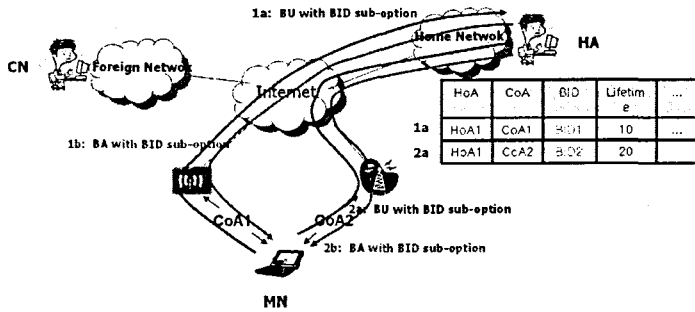 1a: BU with BID sub-option
CN
Foreign Netwok
Home Netwok
HA
Internet
HoA CoA BID Lifetim e ...
1a HoA1 CoA1 BID1 10 ...
2a HoA1 CoA2 BID2 20
1b: BA with BID sub-option
CoA1
CoA2
2a: BU with BID sub-option
2b: BA with BID sub-option
MN